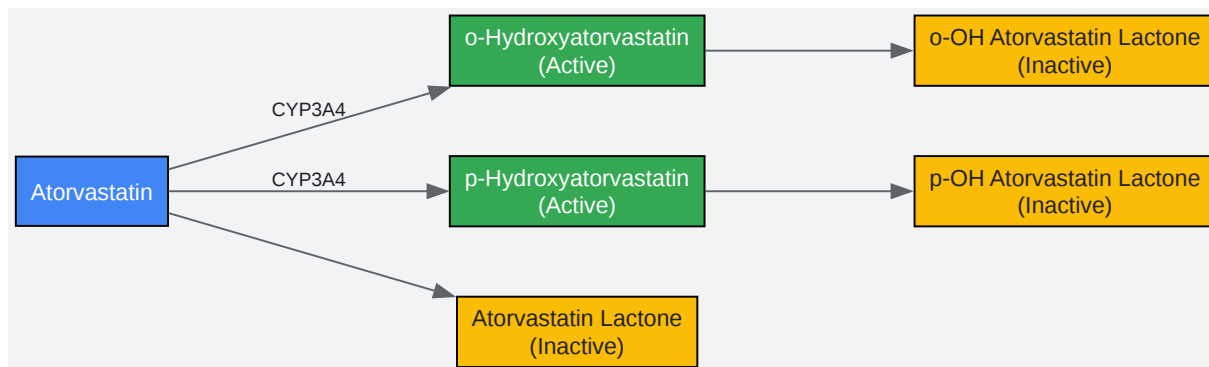 o-Hydroxyatorvastatin
(Active)
o-OH Atorvastatin Lactone
(Inactive)
CYP3A4
Atorvastatin
CYP3A4
p-Hydroxyatorvastatin
(Active)
p-OH Atorvastatin Lactone
(Inactive)
Atorvastatin Lactone
(Inactive)